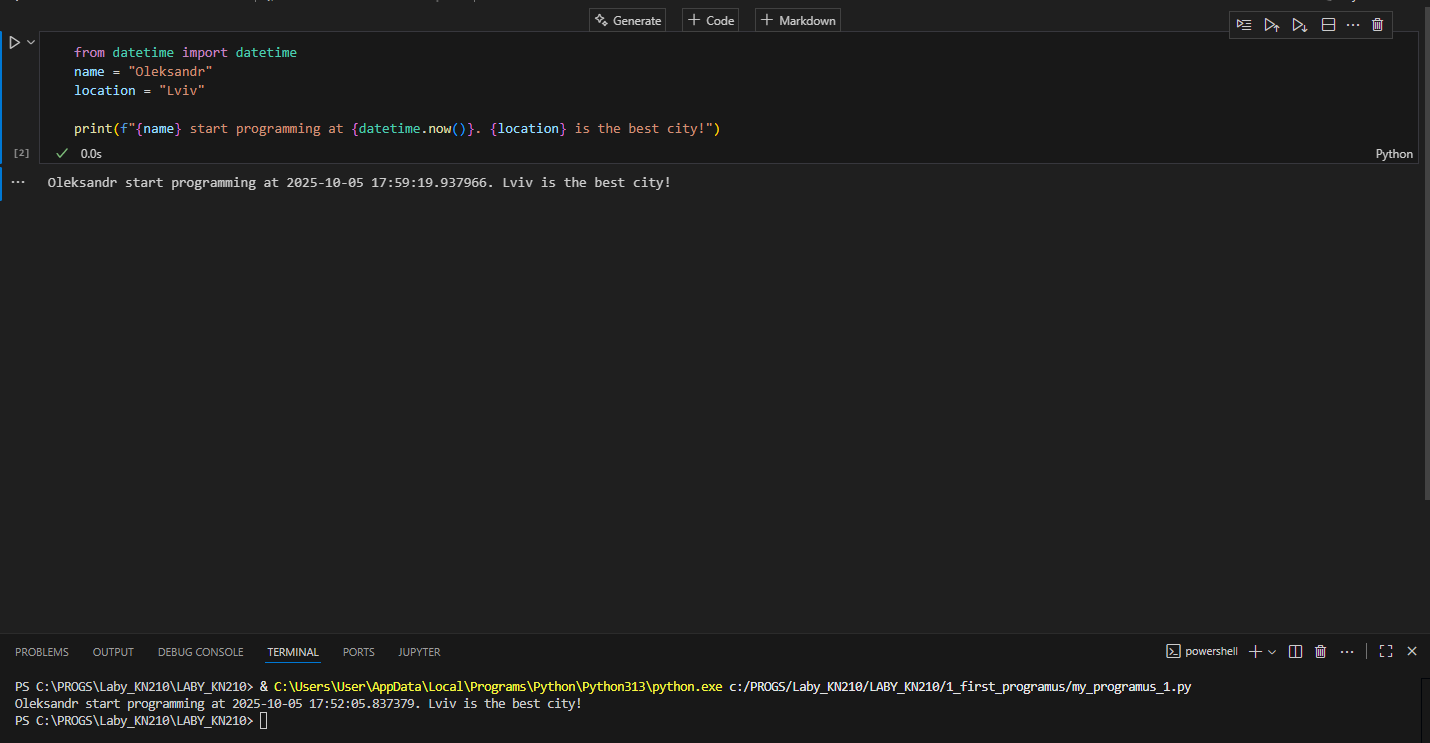 Generate + Code + Markdown
from datetime import datetime
name = "Oleksandr"
location = "Lviv"
print(f"{name} start programming at {datetime.now()}. {location} is the best city!")
[2] ✓ 0.0s Python
... Oleksandr start programming at 2025-10-05 17:59:19.937966. Lviv is the best city!
PROBLEMS OUTPUT DEBUG CONSOLE TERMINAL PORTS JUPYTER powershell
PS C:\PROGS\Laby_KN210\LABY_KN210> & C:\Users\User\AppData\Local\Programs\Python\Python313\python.exe c:/PROGS/Laby_KN210/LABY_KN210/1_first_programus/my_programus_1.py
Oleksandr start programming at 2025-10-05 17:52:05.837379. Lviv is the best city!
PS C:\PROGS\Laby_KN210\LABY_KN210>